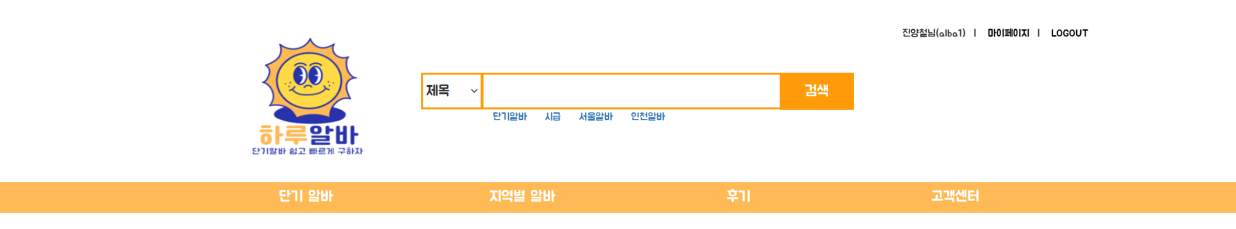 진양철님(alba1) | 마이페이지 | LOGOUT
제목 검색
단기알바 시급 서울알바 인천알바
하루알바
단기알바 쉽고 빠르게 구하자
단기 알바 지역별 알바 후기 고객센터